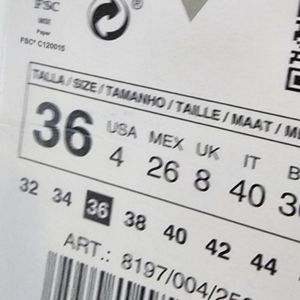 FSC
MIX
Paper
FSC® C120015
TALLA / SIZE / TAMANHO / TAILLE / MAAT /
36 USA MEX UK IT
4 26 8 40
32 34 36 38 40 42 44
ART.: 8197/004/25